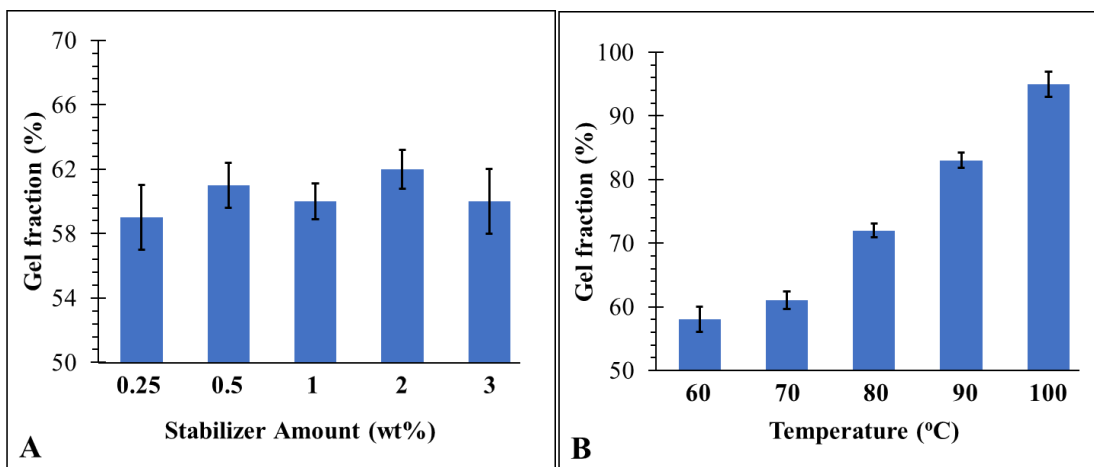 70
66
62
58
54
50
Gel fraction (%)
0.25 0.5 1 2 3
Stabilizer Amount (wt%)
A
100
90
80
70
60
50
Gel fraction (%)
60 70 80 90 100
Temperature (ºC)
B